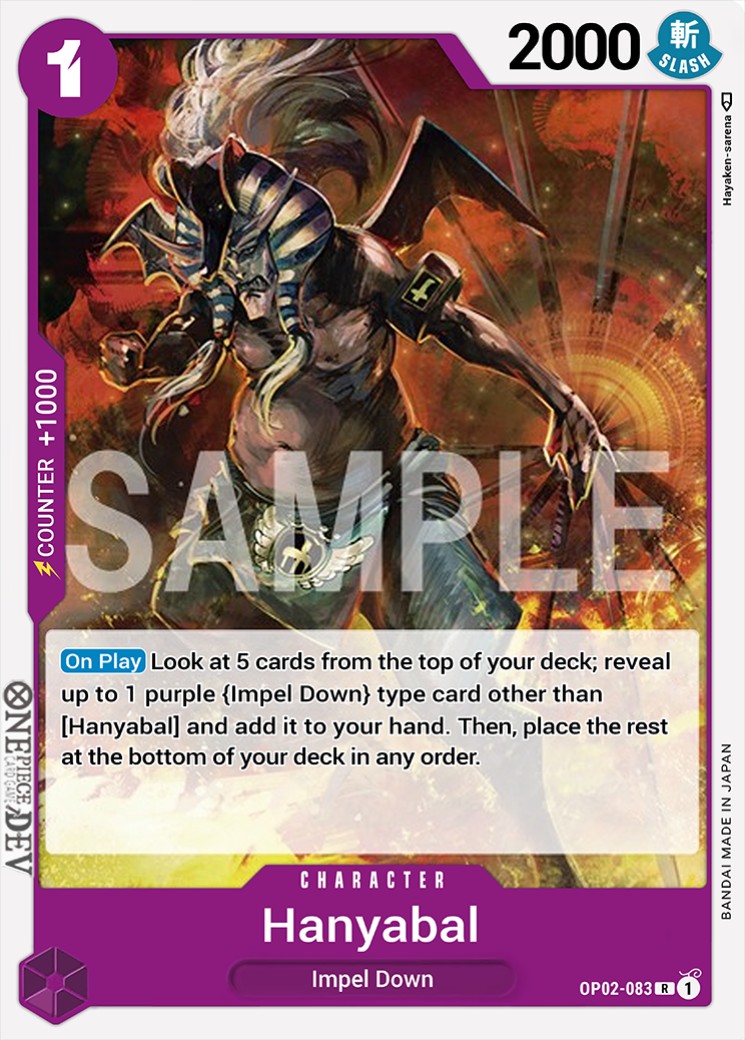 1
2000
斬
SLASH
Hayaken-sarena
COUNTER +1000
SAMPLE
On Play Look at 5 cards from the top of your deck; reveal
up to 1 purple {Impel Down} type card other than
[Hanyabal] and add it to your hand. Then, place the rest
at the bottom of your deck in any order.
ONE PIECE
CARD GAME
DEV
BANDAI MADE IN JAPAN
CHARACTER
Hanyabal
Impel Down
OP02-083 R 1